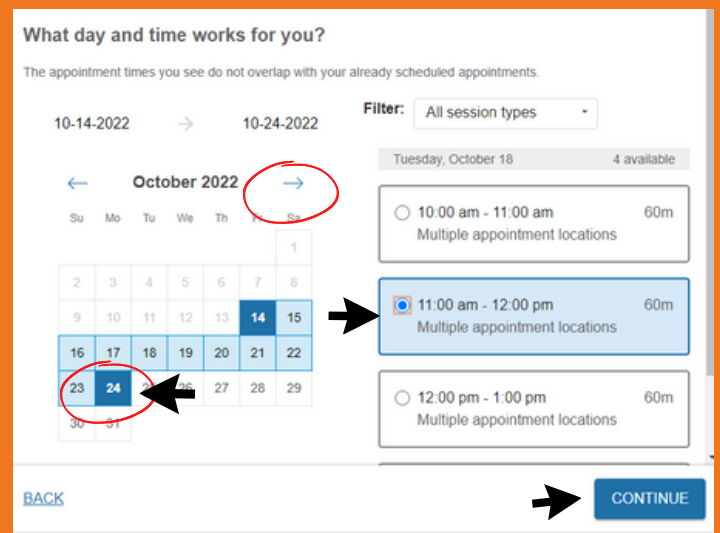 What day and time works for you?
The appointment times you see do not overlap with your already scheduled appointments.
10-14-2022 → 10-24-2022
← October 2022 →
Su Mo Tu We Th Fr Sa
1
2 3 4 5 6 7 8
9 10 11 12 13 14 15
16 17 18 19 20 21 22
23 24 26 27 28 29
30 31
Filter: All session types
Tuesday, October 18 4 available
10:00 am - 11:00 am 60m
Multiple appointment locations
11:00 am - 12:00 pm 60m
Multiple appointment locations
12:00 pm - 1:00 pm 60m
Multiple appointment locations
BACK
CONTINUE